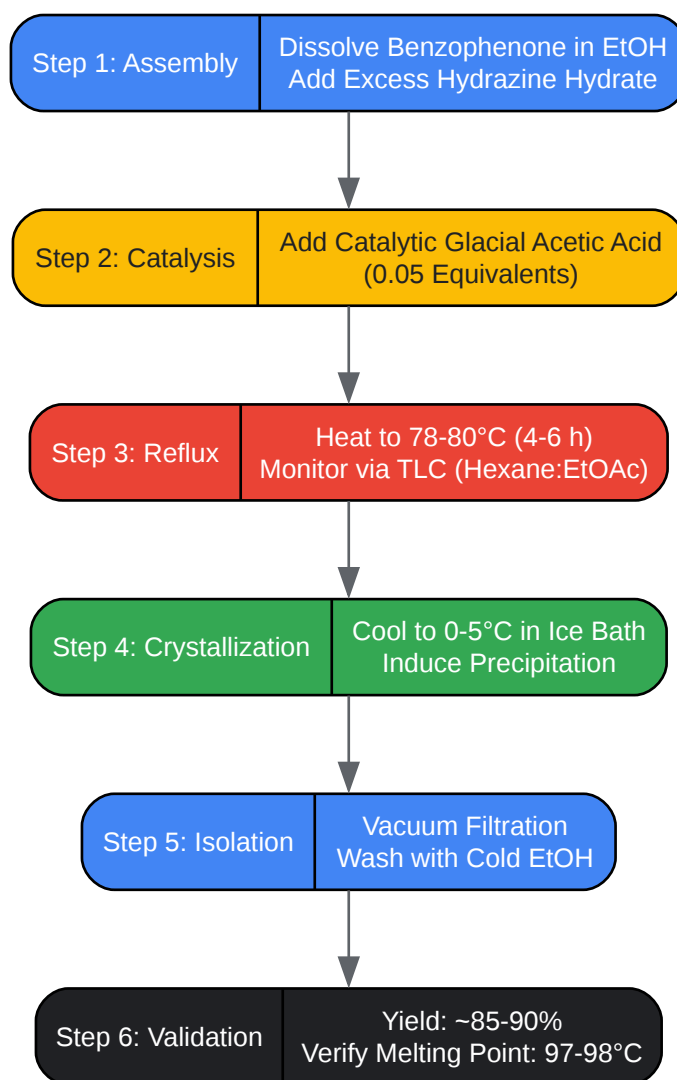 Step 1: Assembly
Dissolve Benzophenone in EtOH
Add Excess Hydrazine Hydrate
Step 2: Catalysis
Add Catalytic Glacial Acetic Acid
(0.05 Equivalents)
Step 3: Reflux
Heat to 78-80°C (4-6 h)
Monitor via TLC (Hexane:EtOAc)
Step 4: Crystallization
Cool to 0-5°C in Ice Bath
Induce Precipitation
Step 5: Isolation
Vacuum Filtration
Wash with Cold EtOH
Step 6: Validation
Yield: ~85-90%
Verify Melting Point: 97-98°C